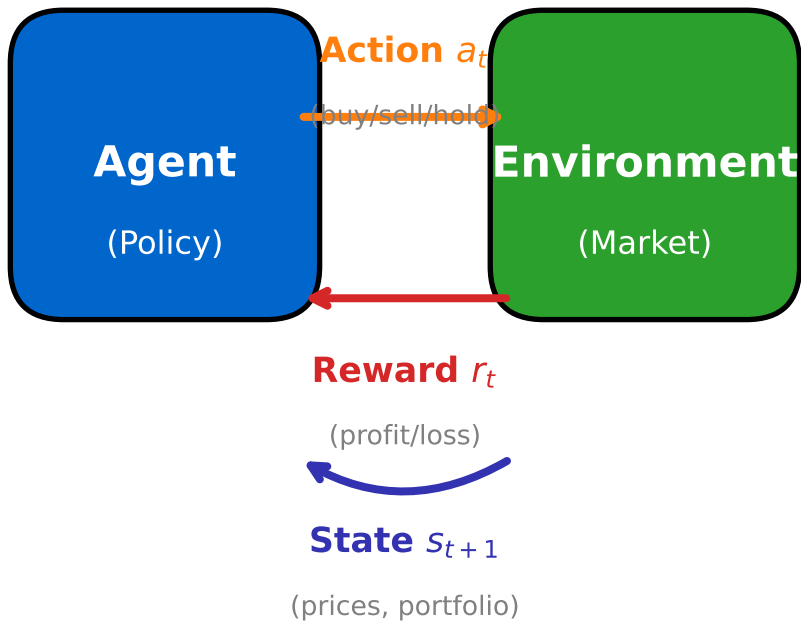 Action a_t
(buy/sell/hold)
Agent
(Policy)
Environment
(Market)
Reward r_t
(profit/loss)
State s_{t+1}
(prices, portfolio)